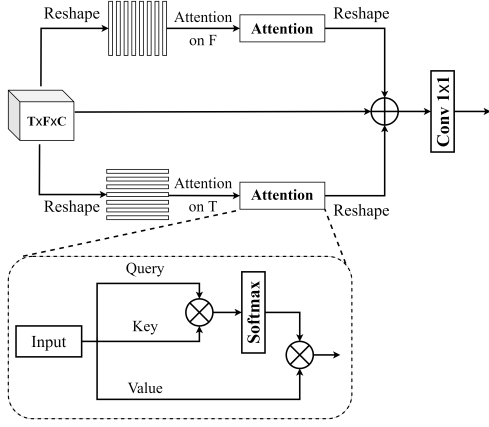 Reshape
Attention
on F
Attention
Reshape
TxFxC
Conv 1x1
Reshape
Attention
on T
Attention
Reshape
Query
Input
Key
Softmax
Value